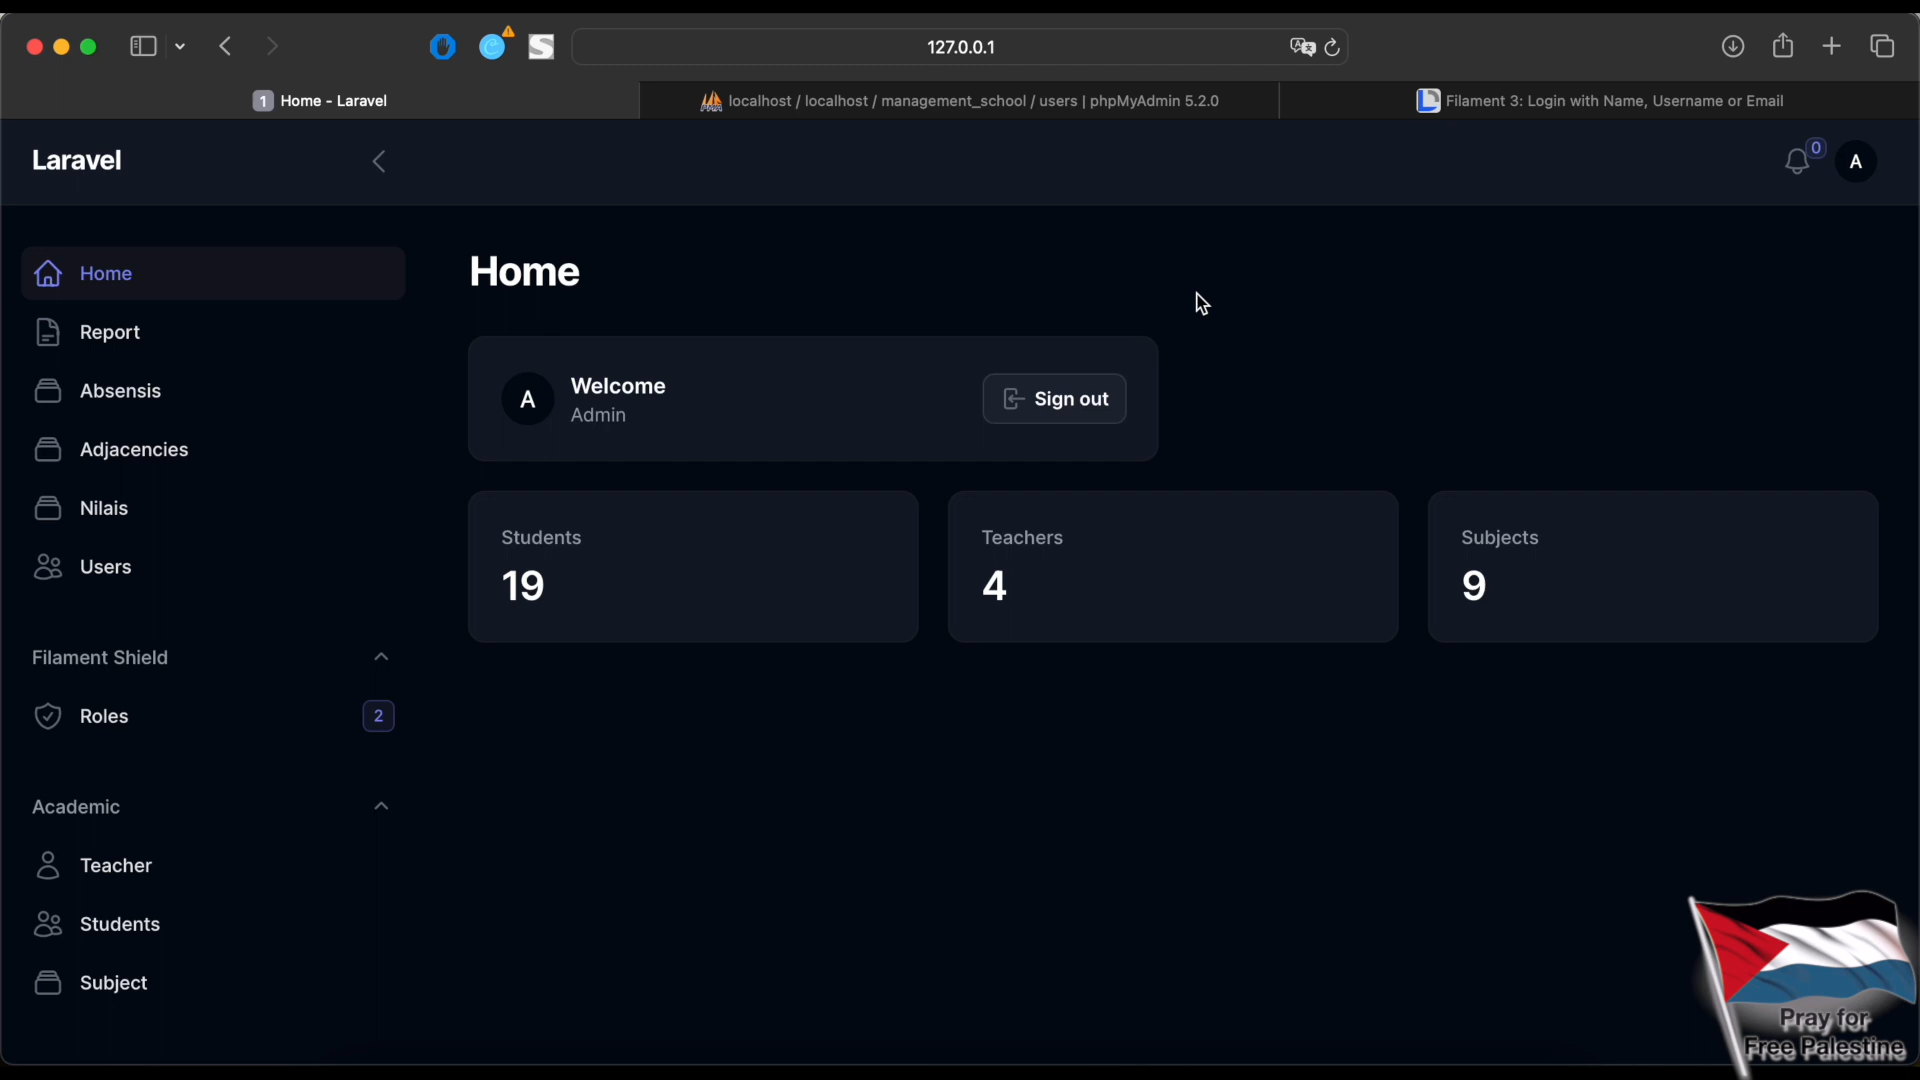 127.0.0.1
1 Home - Laravel
localhost / localhost / management_school / users | phpMyAdmin 5.2.0
Filament 3: Login with Name, Username or Email
Laravel
0
A
Home
Report
Absensis
Adjacencies
Nilais
Users
Filament Shield
Roles
2
Academic
Teacher
Students
Subject
Home
A
Welcome
Admin
Sign out
Students
19
Teachers
4
Subjects
9
Pray for
Free Palestine